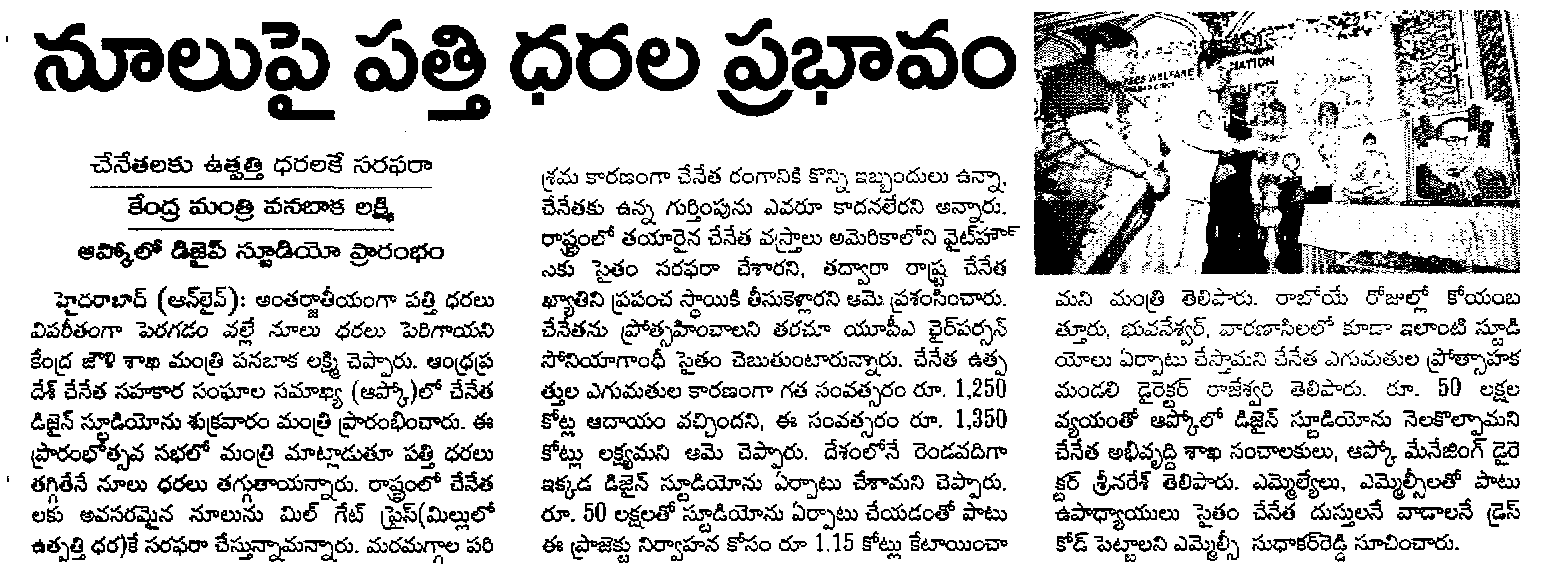 నూలుపై పత్తి ధరల ప్రభావం
చేనేతలకు ఉత్పత్తి ధరలకే సరఫరా
కేంద్ర మంత్రి పనబాక లక్ష్మి
ఆప్కోలో డిజైన్ స్టూడియో ప్రారంభం
హైదరాబాద్ (ఆన్‌లైన్): అంతర్జాతీయంగా పత్తి ధరలు
విపరీతంగా పెరగడం వల్లే నూలు ధరలు పెరిగాయని
కేంద్ర జౌళి శాఖ మంత్రి పనబాక లక్ష్మి చెప్పారు. ఆంధ్రప్ర
దేశ్ చేనేత సహకార సంఘాల సమాఖ్య (ఆప్కో)లో చేనేత
డిజైన్ స్టూడియోను శుక్రవారం మంత్రి ప్రారంభించారు. ఈ
ప్రారంభోత్సవ సభలో మంత్రి మాట్లాడుతూ పత్తి ధరలు
తగ్గితేనే నూలు ధరలు తగ్గుతాయన్నారు. రాష్ట్రంలో చేనేత
లకు అవసరమైన నూలును మిల్ గేట్ ప్రైస్(మిల్లులో
ఉత్పత్తి ధర)కే సరఫరా చేస్తున్నామన్నారు. మరమగ్గాల పరి
శ్రమ కారణంగా చేనేత రంగానికి కొన్ని ఇబ్బందులు ఉన్నా,
చేనేతకు ఉన్న గుర్తింపును ఎవరూ కాదనలేరని అన్నారు.
రాష్ట్రంలో తయారైన చేనేత వస్త్రాలు అమెరికాలోని వైట్‌హౌ
సుకు సైతం సరఫరా చేశారని, తద్వారా రాష్ట్ర చేనేత
ఖ్యాతిని ప్రపంచ స్థాయికి తీసుకెళ్లారని ఆమె ప్రశంసించారు.
చేనేతను ప్రోత్సహించాలని తరచూ యూపీఏ ఛైర్‌పర్సన్
సోనియాగాంధీ సైతం చెబుతుంటారున్నారు. చేనేత ఉత్ప
త్తుల ఎగుమతుల కారణంగా గత సంవత్సరం రూ. 1,250
కోట్ల ఆదాయం వచ్చిందని, ఈ సంవత్సరం రూ. 1,350
కోట్లు లక్ష్యమని ఆమె చెప్పారు. దేశంలోనే రెండవదిగా
ఇక్కడ డిజైన్ స్టూడియోను ఏర్పాటు చేశామని చెప్పారు.
రూ. 50 లక్షలతో స్టూడియోను ఏర్పాటు చేయడంతో పాటు
ఈ ప్రాజెక్టు నిర్వాహన కోసం రూ 1.15 కోట్లు కేటాయించా
WELFARE
CIATION
మని మంత్రి తెలిపారు. రాబోయే రోజుల్లో కోయంబ
త్తూరు, భువనేశ్వర్, వారణాసిలలో కూడా ఇలాంటి స్టూడి
యోలు ఏర్పాటు చేస్తామని చేనేత ఎగుమతుల ప్రోత్సాహక
మండలి డైరెక్టర్ రాజేశ్వరి తెలిపారు. రూ. 50 లక్షల
వ్యయంతో ఆప్కోలో డిజైన్ స్టూడియోను నెలకొల్పామని
చేనేత అభివృద్ది శాఖ సంచాలకులు, ఆప్కో మేనేజింగ్ డైరె
క్టర్ శ్రీనరేశ్ తెలిపారు. ఎమ్మెల్యేలు, ఎమ్మెల్సీలతో పాటు
ఉపాధ్యాయులు సైతం చేనేత దుస్తులనే వాడాలనే డ్రెస్
కోడ్ పెట్టాలని ఎమ్మెల్సీ సుధాకర్‌రెడ్డి సూచించారు.